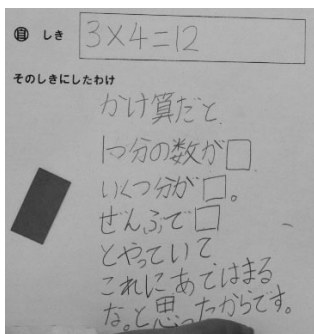 目 しき 3×4=12
そのしきにしたわけ
かけ算だと、
1つ分の数が□、
いくつ分が□。
ぜんぶで□
とやっていて、
これにあてはまる
な。と思ったからです。